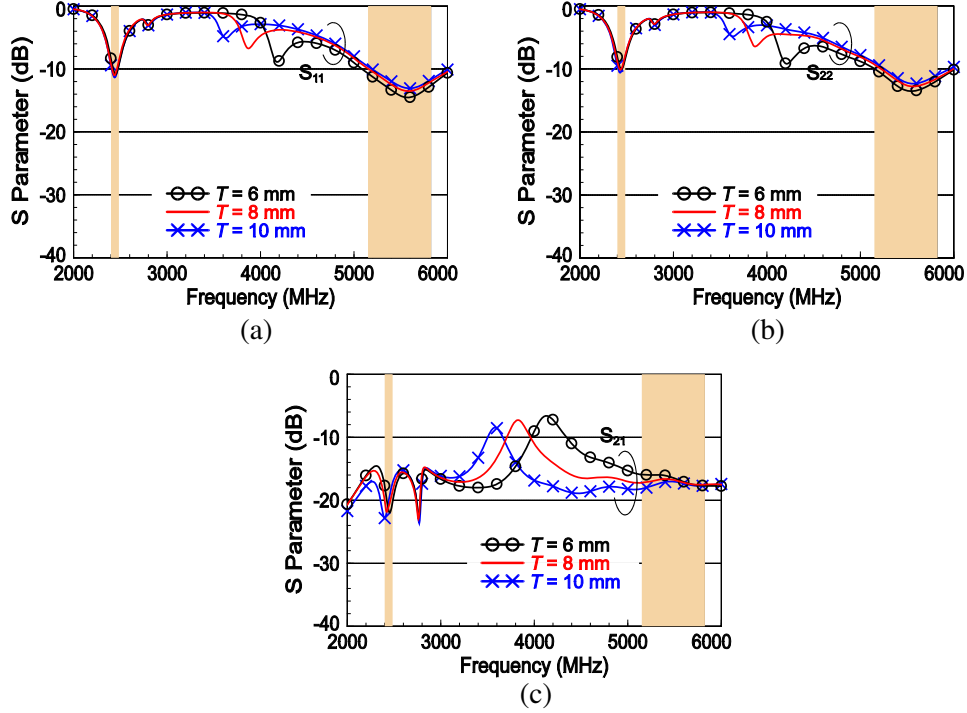 0
-10
-20
-30
-40
S Parameter (dB)
S11
T = 6 mm
T = 8 mm
T = 10 mm
2000 3000 4000 5000 6000
Frequency (MHz)
(a)
0
-10
-20
-30
-40
S Parameter (dB)
S22
T = 6 mm
T = 8 mm
T = 10 mm
2000 3000 4000 5000 6000
Frequency (MHz)
(b)
0
-10
-20
-30
-40
S Parameter (dB)
S21
T = 6 mm
T = 8 mm
T = 10 mm
2000 3000 4000 5000 6000
Frequency (MHz)
(c)